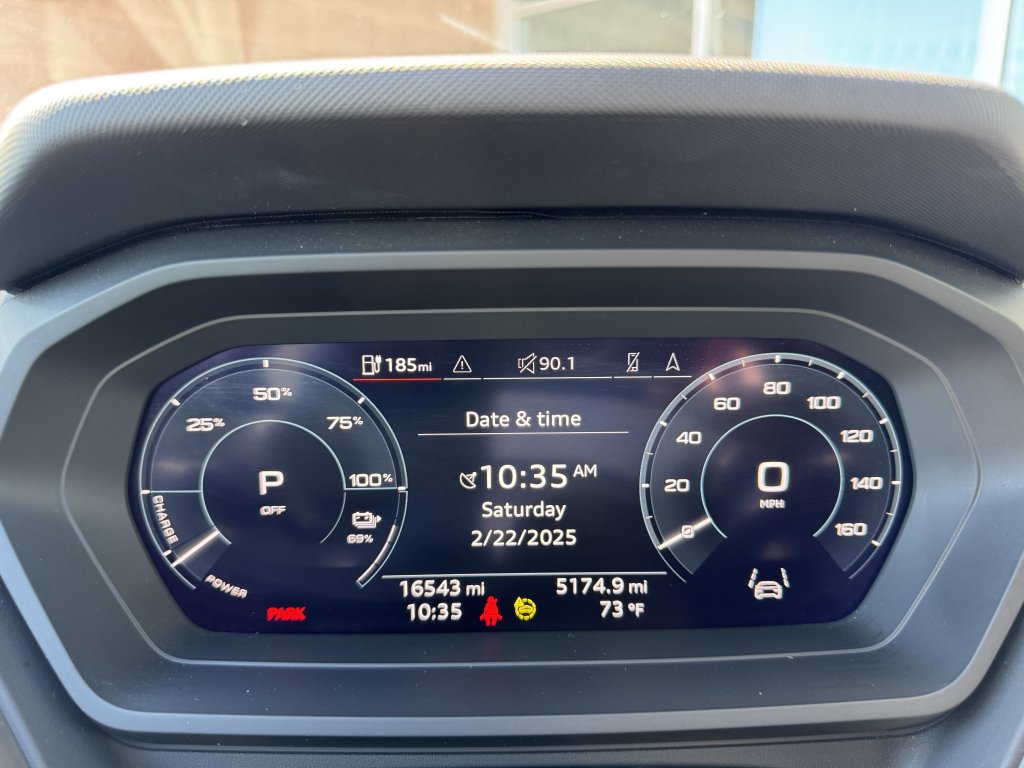 185mi 90.1
50%
25% 75%
100%
P
OFF
CHARGE
69%
POWER
PARK
Date & time
10:35 AM
Saturday
2/22/2025
16543 mi 5174.9 mi
10:35 73 °F
80
60 100
40 120
20 140
0 160
0
MPH